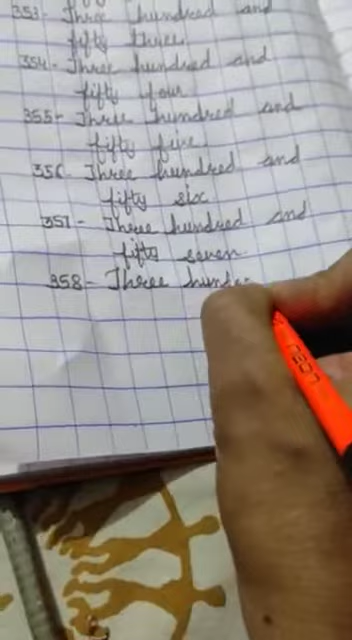 353- Three hundred and
fifty three
354- Three hundred and
fifty four
355- Three hundred and
fifty five
356- Three hundred and
fifty six
357- Three hundred and
fifty seven
358- Three hundr